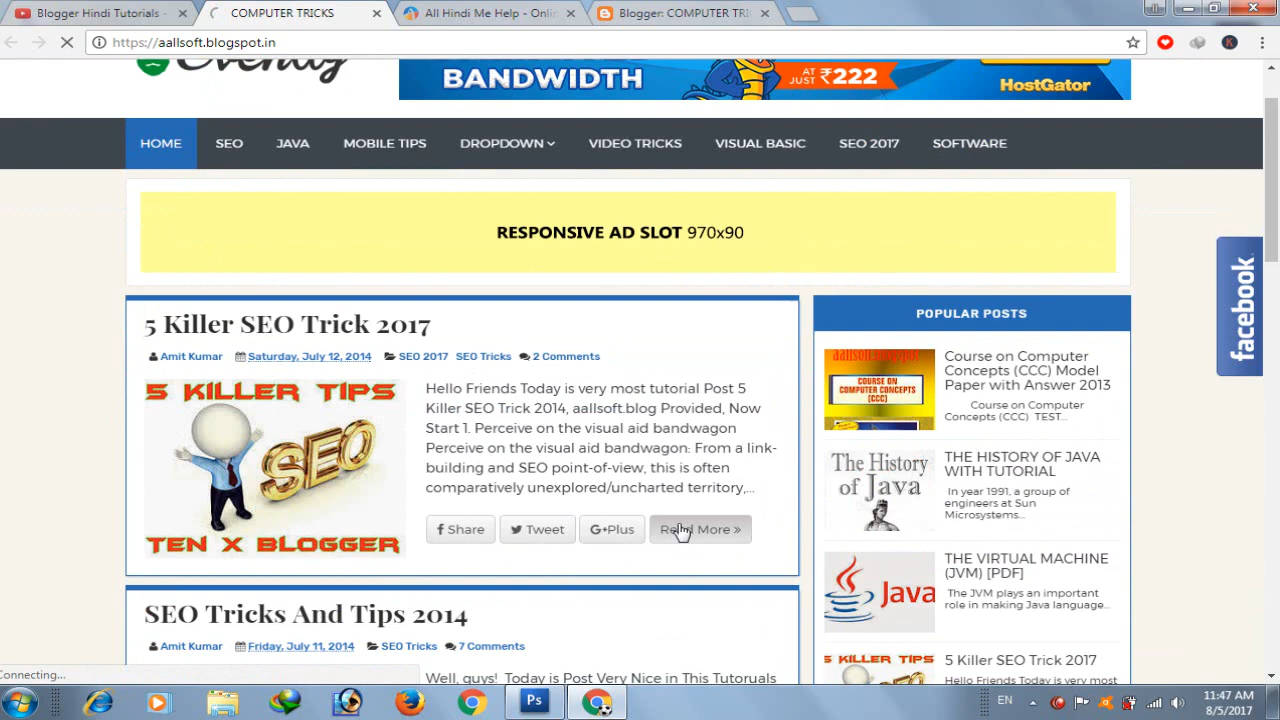 Blogger Hindi Tutorials -
COMPUTER TRICKS
All Hindi Me Help - Onlin
Blogger: COMPUTER TRI
https://aallsoft.blogspot.in
K
BANDWIDTH
AT JUST ₹222
HostGator
HOME
SEO
JAVA
MOBILE TIPS
DROPDOWN
VIDEO TRICKS
VISUAL BASIC
SEO 2017
SOFTWARE
RESPONSIVE AD SLOT 970x90
facebook
5 Killer SEO Trick 2017
Amit Kumar Saturday, July 12, 2014 SEO 2017 SEO Tricks 2 Comments
5 KILLER TIPS
SEO
TEN X BLOGGER
Hello Friends Today is very most tutorial Post 5
Killer SEO Trick 2014, aallsoft.blog Provided, Now
Start 1. Perceive on the visual aid bandwagon
Perceive on the visual aid bandwagon: From a link-
building and SEO point-of-view, this is often
comparatively unexplored/uncharted territory,...
Share
Tweet
G+Plus
Read More »
SEO Tricks And Tips 2014
Amit Kumar Friday, July 11, 2014 SEO Tricks 7 Comments
Well, guys! Today is Post Very Nice in This Tutoruals
POPULAR POSTS
COURSE ON
COMPUTER CONCEPTS
(CCC)
Course on Computer
Concepts (CCC) Model
Paper with Answer 2013
Course on Computer
Concepts (CCC) TEST...
The History
of Java
THE HISTORY OF JAVA
WITH TUTORIAL
In year 1991, a group of
engineers at Sun
Microsystems...
Java
THE VIRTUAL MACHINE
(JVM) [PDF]
The JVM plays an important
role in making Java language...
5 KILLER TIPS
5 Killer SEO Trick 2017
Hello Friends Today is very most
Connecting...
Ps
EN
11:47 AM
8/5/2017